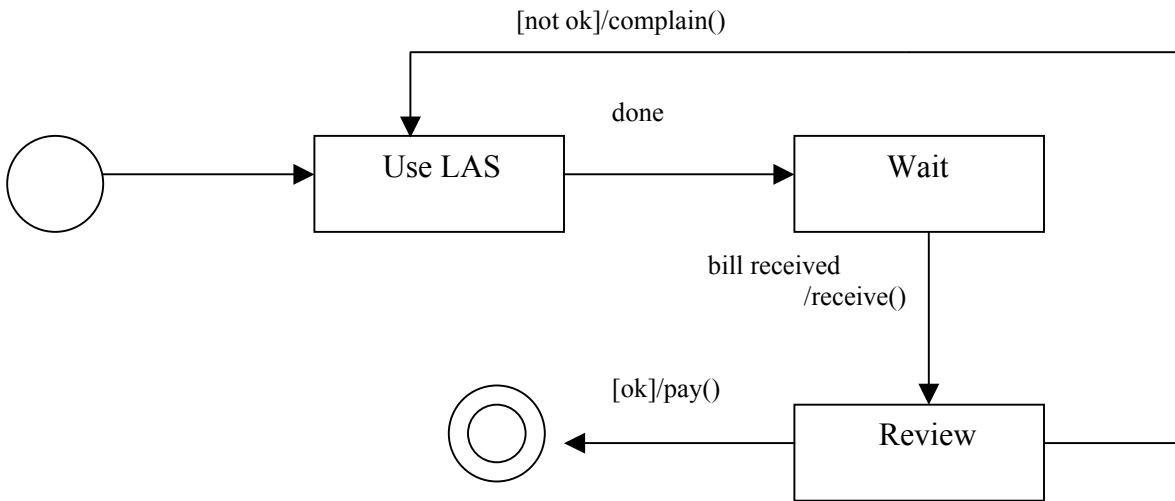 [not ok]/complain()
done
Use LAS
Wait
bill received
/receive()
[ok]/pay()
Review